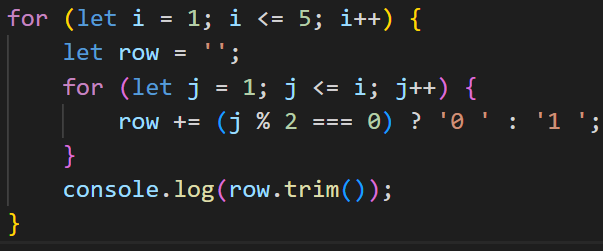 for (let i = 1; i <= 5; i++) {
    let row = '';
    for (let j = 1; j <= i; j++) {
        row += (j % 2 === 0) ? '0 ' : '1 ';
    }
    console.log(row.trim());
}